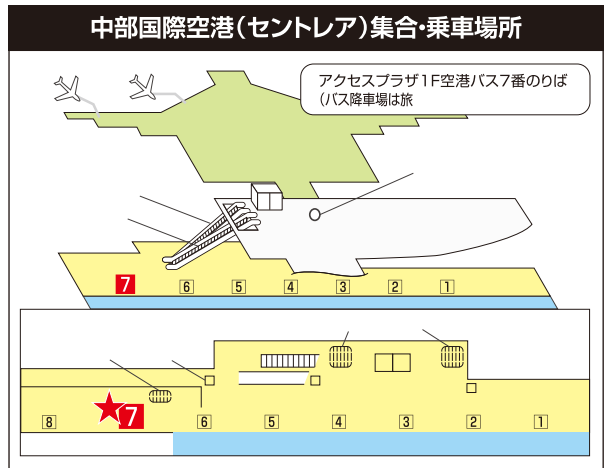 中部国際空港（セントレア）集合・乗車場所
アクセスプラザ1F空港バス7番のりば
（バス降車場は旅
7 6 5 4 3 2 1
8 7 6 5 4 3 2 1